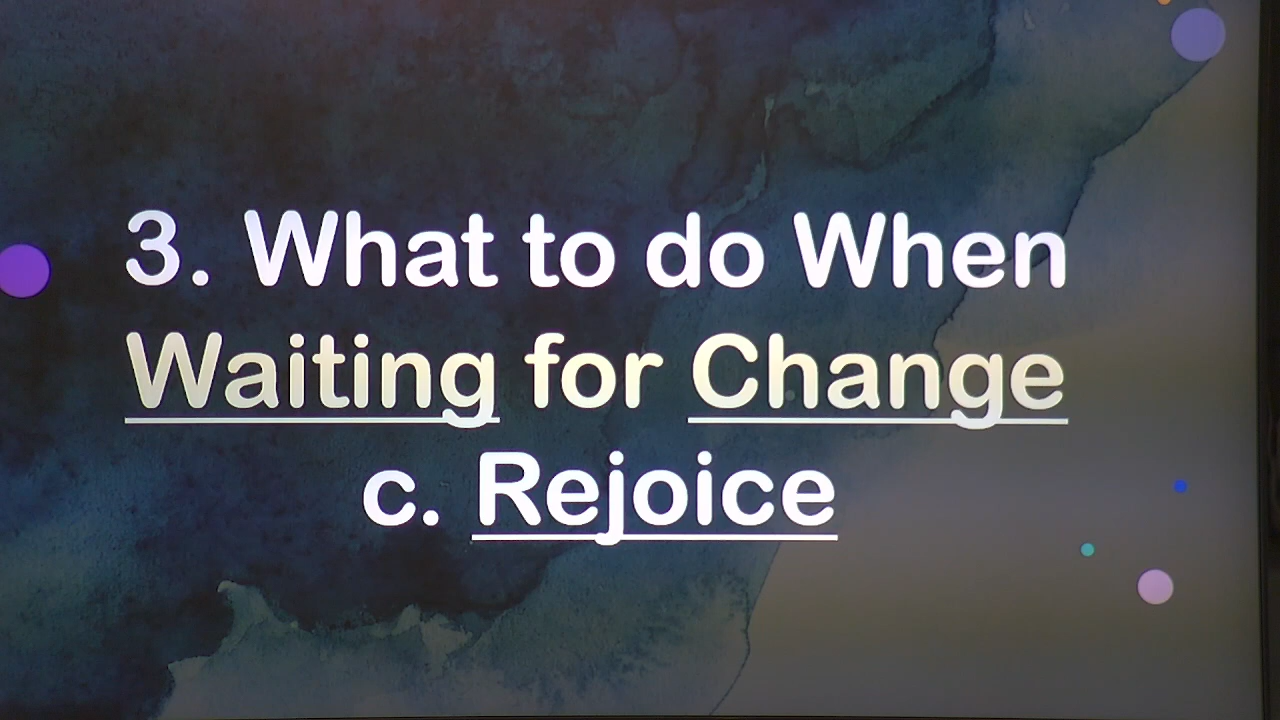 3. What to do When
Waiting for Change
c. Rejoice